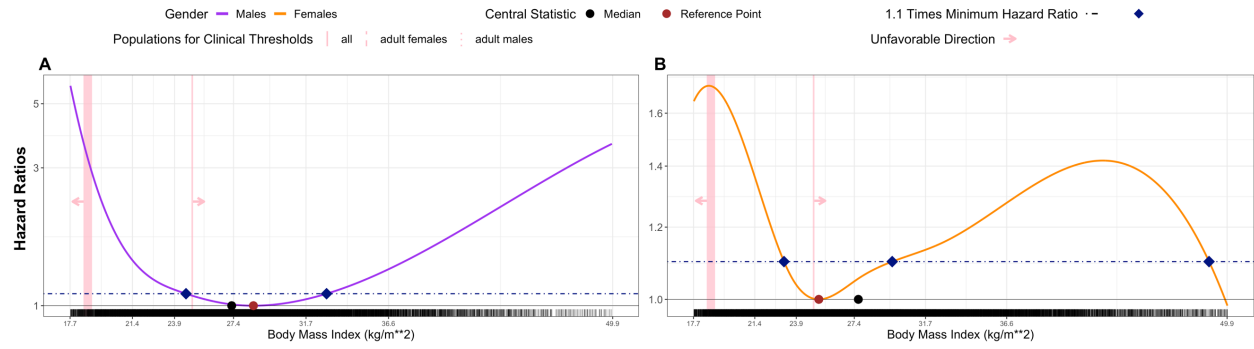 Gender Males Females Central Statistic Median Reference Point 1.1 Times Minimum Hazard Ratio
Populations for Clinical Thresholds all adult females adult males Unfavorable Direction
A
Hazard Ratios
5
3
1
17.7 21.4 23.9 27.4 31.7 36.6 49.9
Body Mass Index (kg/m**2)
B
1.6
1.4
1.2
1.0
17.7 21.4 23.9 27.4 31.7 36.6 49.9
Body Mass Index (kg/m**2)